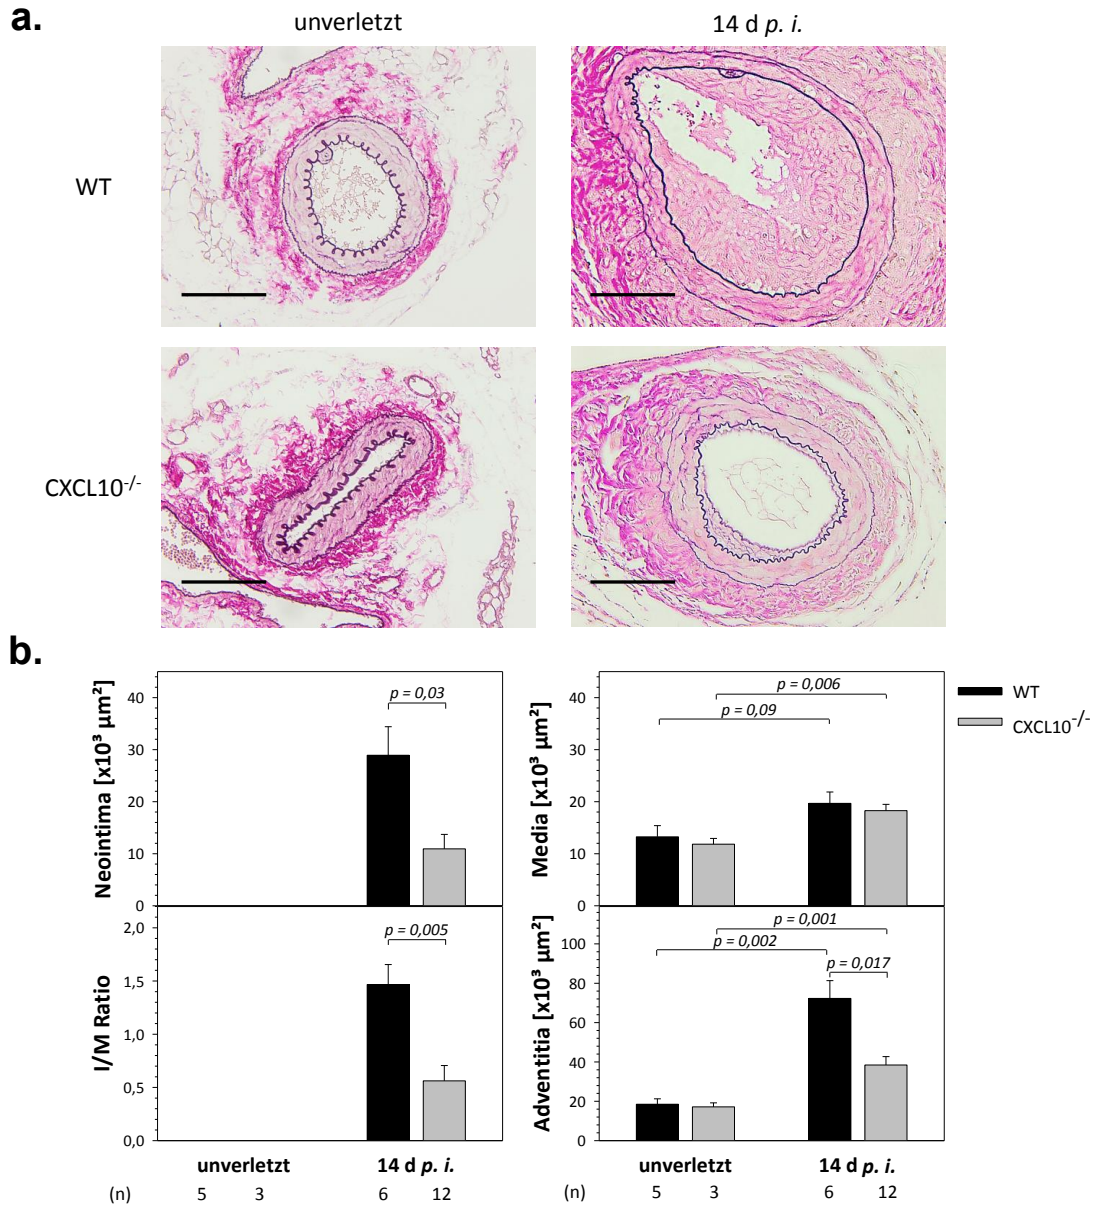 a.
unverletzt
14 d p. i.
WT
CXCL10⁻/⁻
b.
Neointima [x10³ µm²]
40
30
20
10
0
p = 0,03
Media [x10³ µm²]
40
30
20
10
0
p = 0,006
p = 0,09
WT
CXCL10⁻/⁻
I/M Ratio
2,0
1,5
1,0
0,5
0,0
p = 0,005
unverletzt
14 d p. i.
(n)
5
3
6
12
Adventitia [x10³ µm²]
100
80
60
40
20
0
p = 0,001
p = 0,002
p = 0,017
unverletzt
14 d p. i.
(n)
5
3
6
12